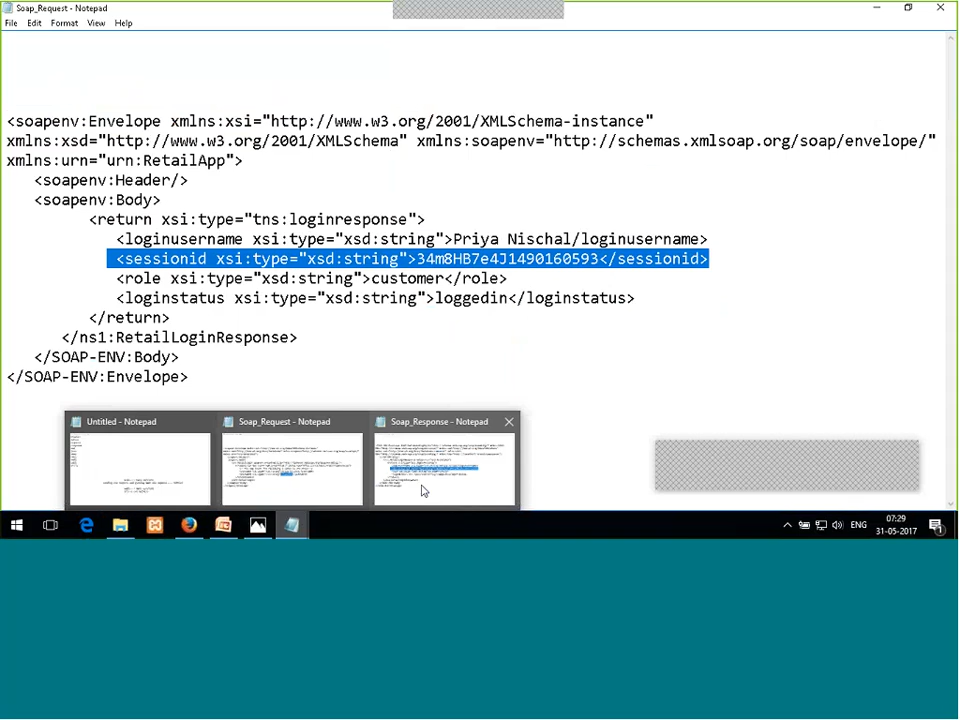 Soap_Request - Notepad
File Edit Format View Help
<soapenv:Envelope xmlns:xsi="http://www.w3.org/2001/XMLSchema-instance"
xmlns:xsd="http://www.w3.org/2001/XMLSchema" xmlns:soapenv="http://schemas.xmlsoap.org/soap/envelope/"
xmlns:urn="urn:RetailApp">
<soapenv:Header/>
<soapenv:Body>
<return xsi:type="tns:loginresponse">
<loginusername xsi:type="xsd:string">Priya Nischal/loginusername>
<sessionid xsi:type="xsd:string">34m8HB7e4J1490160593</sessionid>
<role xsi:type="xsd:string">customer</role>
<loginstatus xsi:type="xsd:string">loggedin</loginstatus>
</return>
</ns1:RetailLoginResponse>
</SOAP-ENV:Body>
</SOAP-ENV:Envelope>
Untitled - Notepad
Soap_Request - Notepad
Soap_Response - Notepad
ENG
07:29
31-05-2017
1